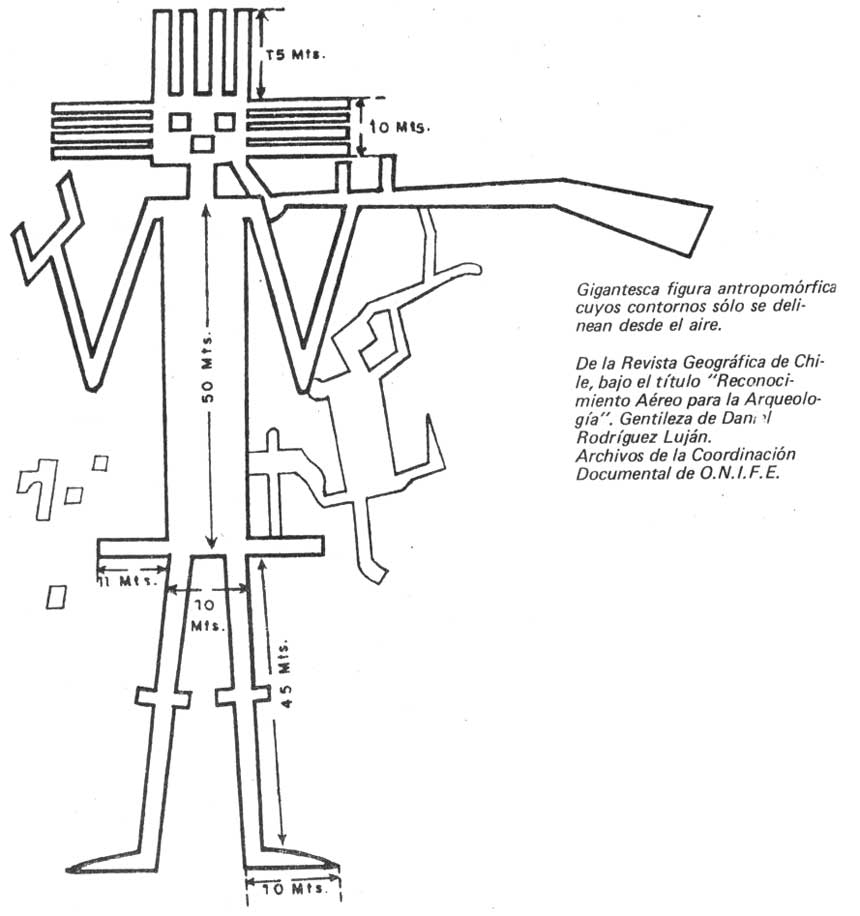 15 Mts.
10 Mts.
50 Mts.
11 Mts.
10
Mts.
45 Mts.
10 Mts.
Gigantesca figura antropomórfica
cuyos contornos sólo se deli-
nean desde el aire.
De la Revista Geográfica de Chi-
le, bajo el título "Reconoci-
miento Aéreo para la Arqueolo-
gía". Gentileza de
Rodríguez Luján.
Archivos de la Coordinación
Documental de O.N.I.F.E.